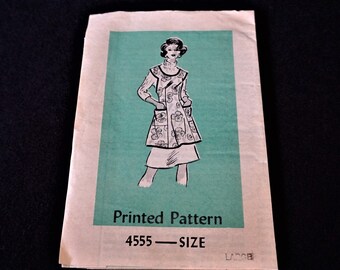 Printed Pattern
4555 — SIZE